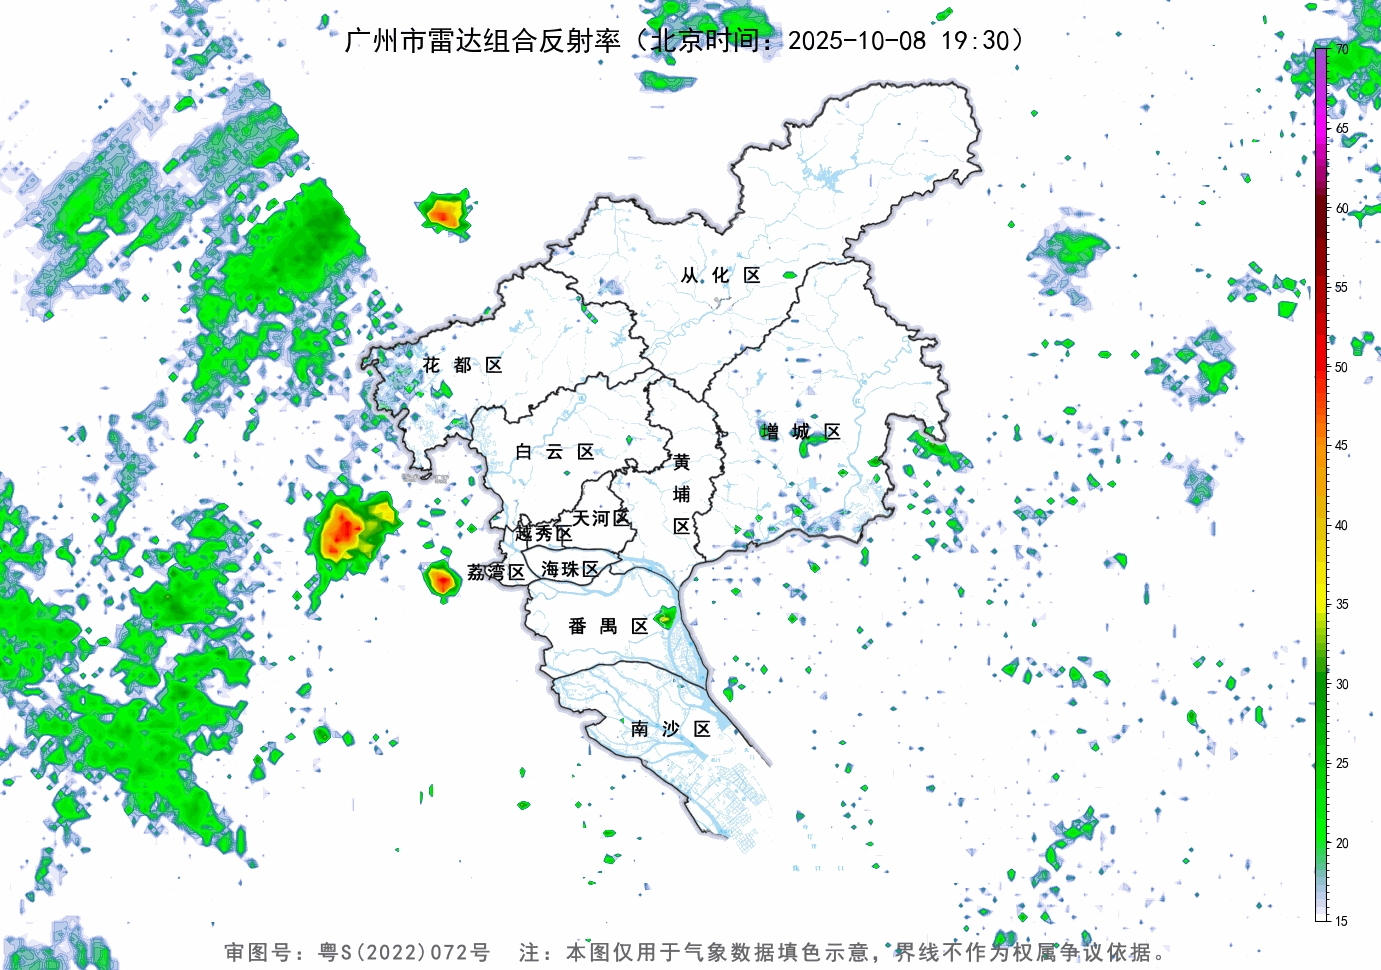 广州市雷达组合反射率（北京时间：2025-10-08 19:30）
70
65
60
55
50
45
40
35
30
25
20
15
从化区
花都区
增城区
白云区
黄埔区
天河区
越秀区
海珠区
荔湾区
番禺区
南沙区
审图号：粤S(2022)072号 注：本图仅用于气象数据填色示意，界线不作为权属争议依据。